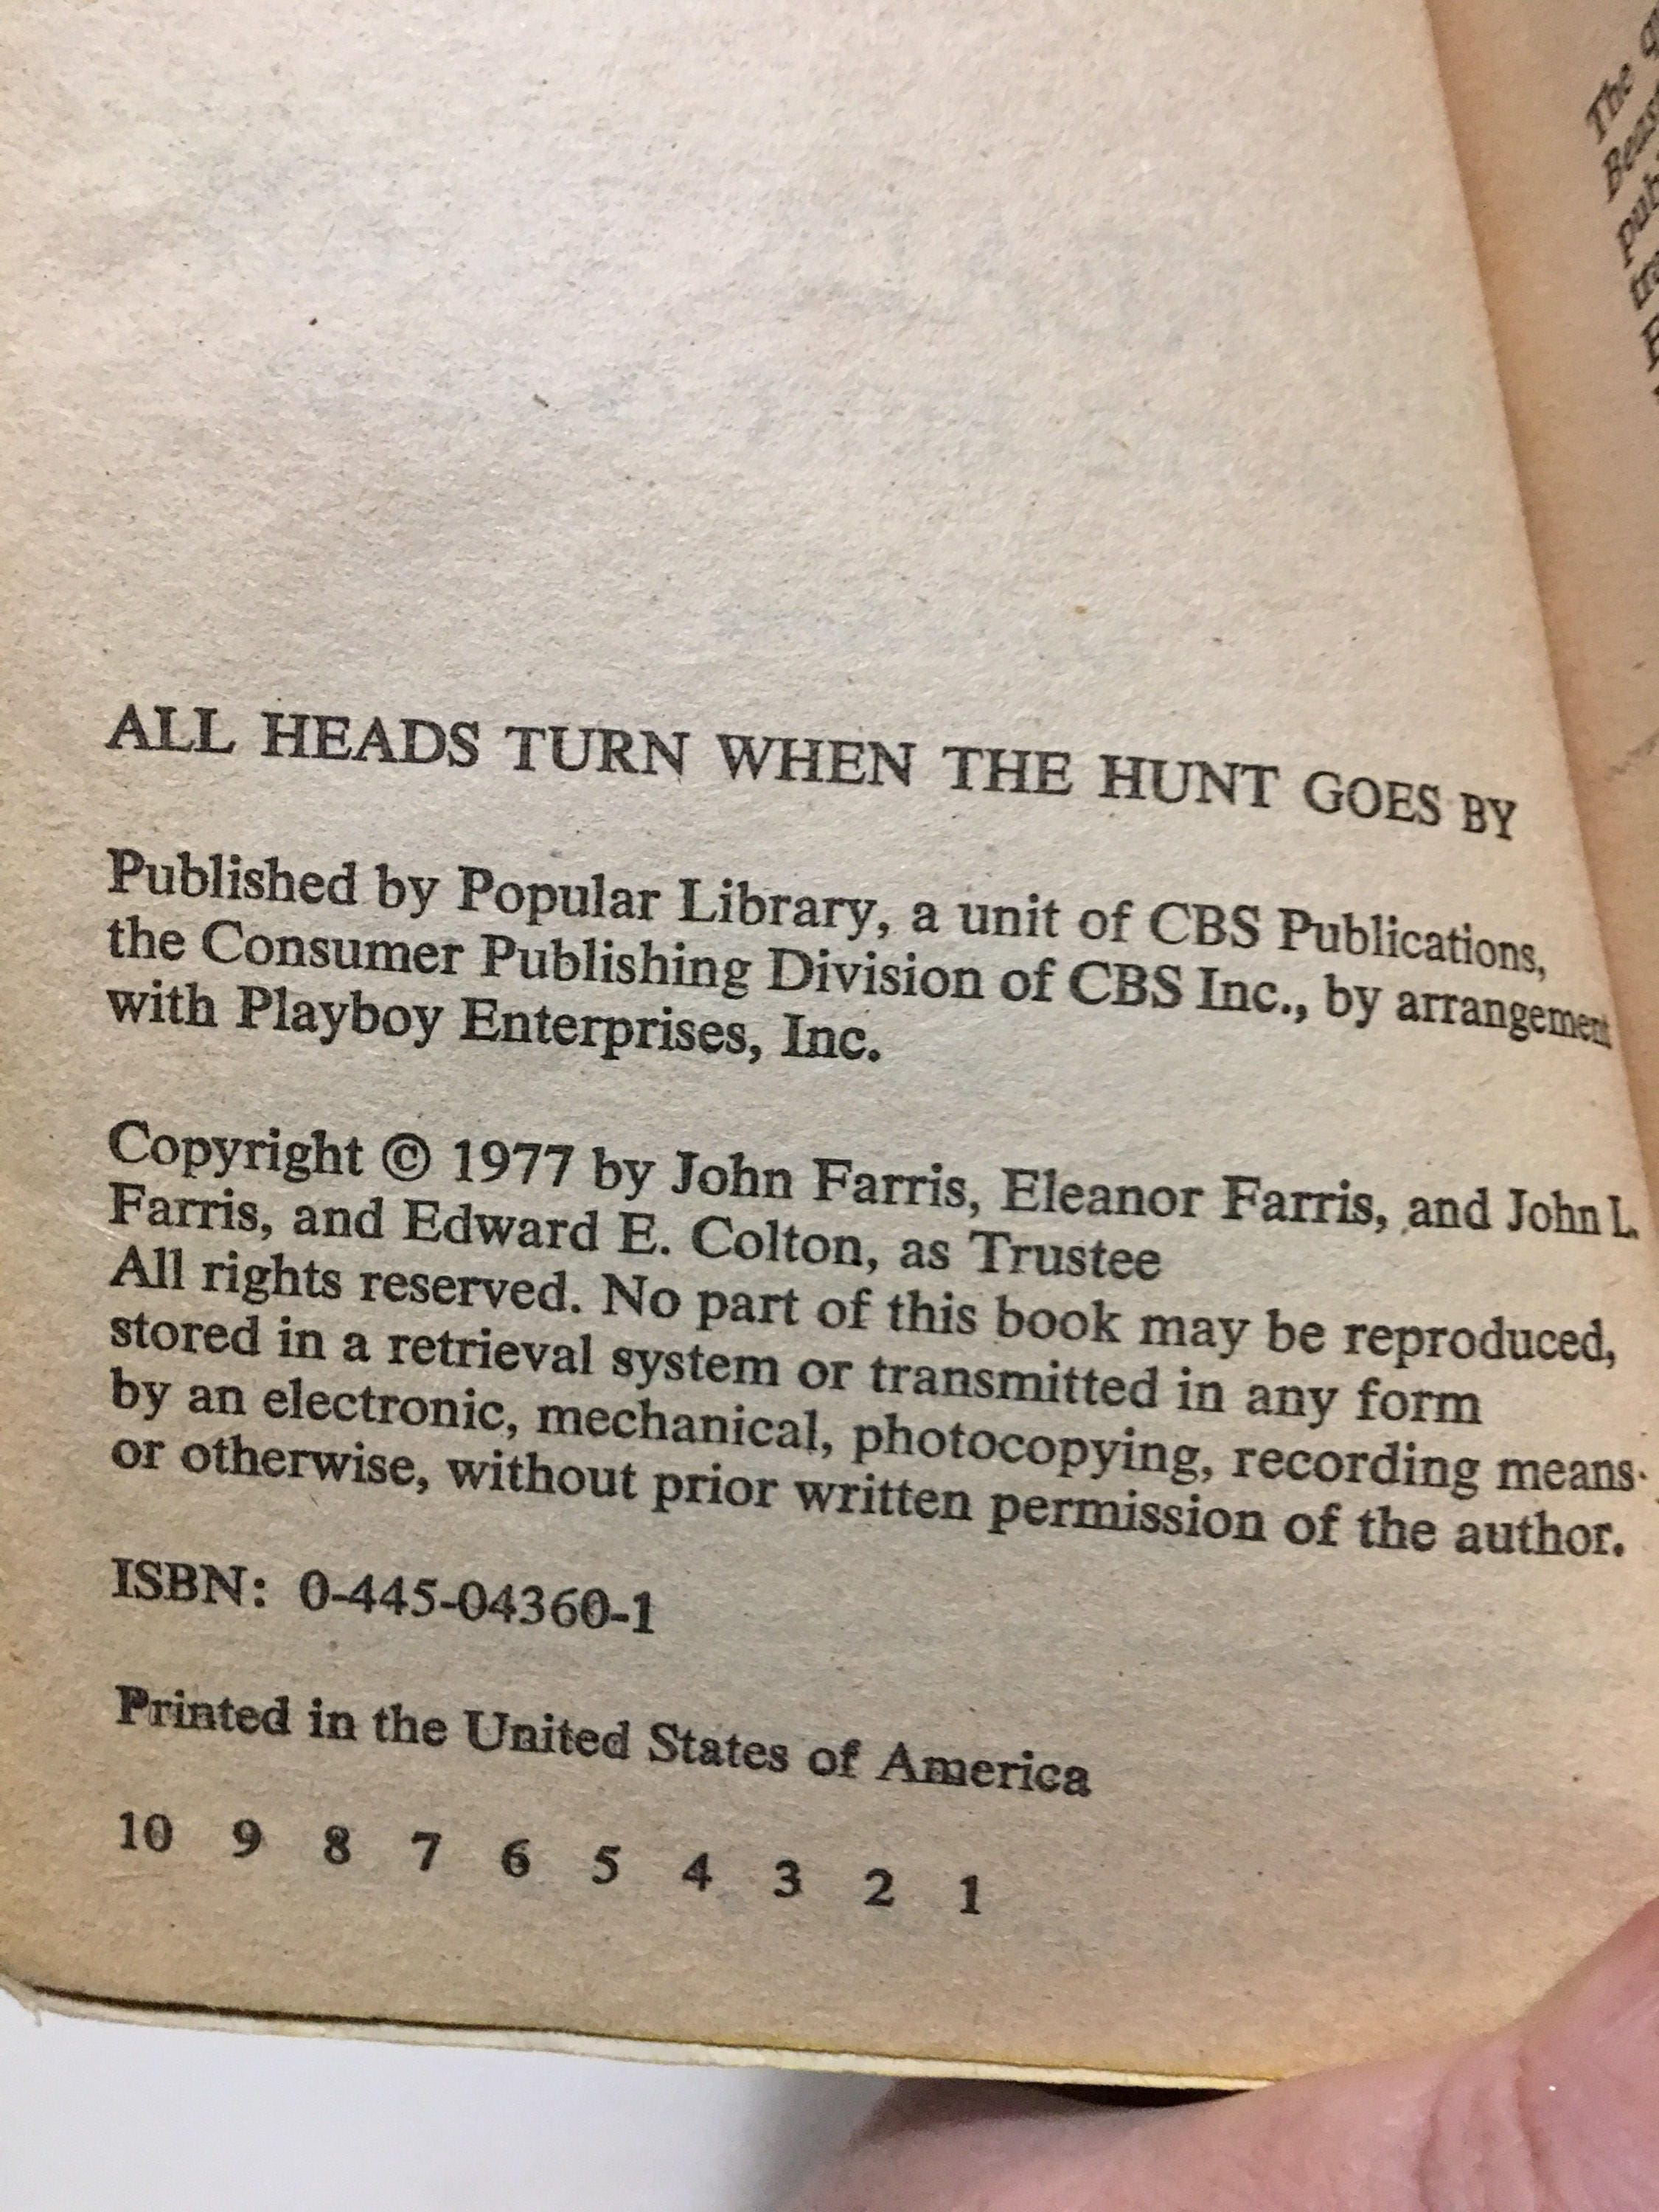 ALL HEADS TURN WHEN THE HUNT GOES BY
Published by Popular Library, a unit of CBS Publications,
the Consumer Publishing Division of CBS Inc., by arrangement
with Playboy Enterprises, Inc.
Copyright © 1977 by John Farris, Eleanor Farris, and John L.
Farris, and Edward E. Colton, as Trustee
All rights reserved. No part of this book may be reproduced,
stored in a retrieval system or transmitted in any form
by an electronic, mechanical, photocopying, recording means
or otherwise, without prior written permission of the author.
ISBN: 0-445-04360-1
Printed in the United States of America
10 9 8 7 6 5 4 3 2 1
The